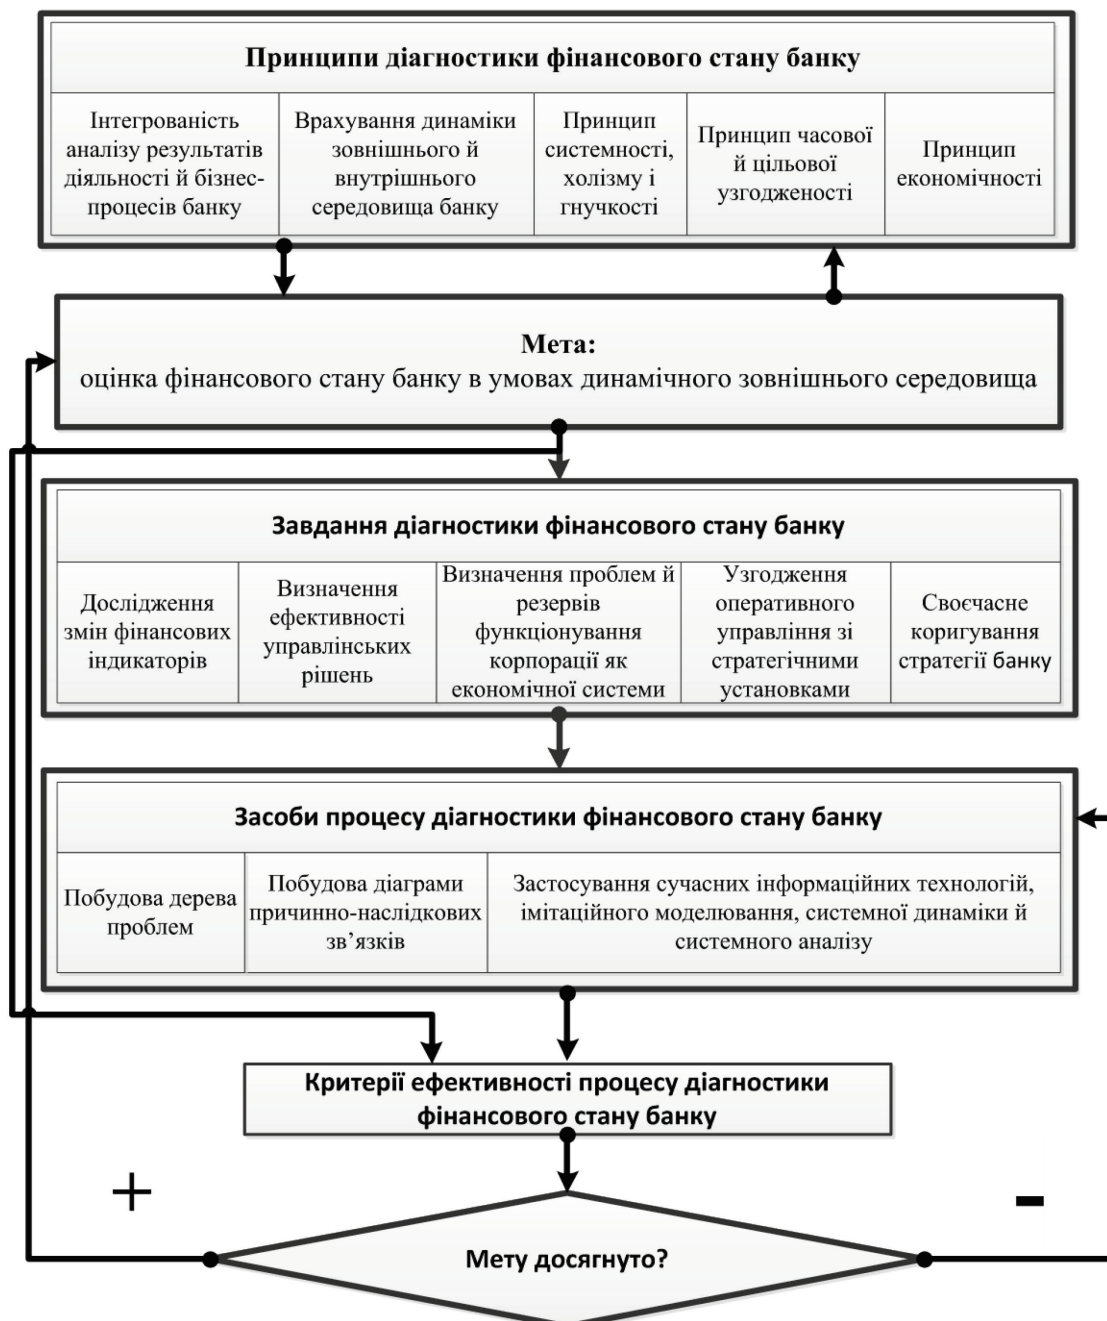 Принципи діагностики фінансового стану банку
Інтегрованість
аналізу результатів
діяльності й бізнес-
процесів банку
Врахування динаміки
зовнішнього й
внутрішнього
середовища банку
Принцип
системності,
холізму і
гнучкості
Принцип часової
й цільової
узгодженості
Принцип
економічності
Мета:
оцінка фінансового стану банку в умовах динамічного зовнішнього середовища
Завдання діагностики фінансового стану банку
Дослідження
змін фінансових
індикаторів
Визначення
ефективності
управлінських
рішень
Визначення проблем й
резервів
функціонування
корпорації як
економічної системи
Узгодження
оперативного
управління зі
стратегічними
установками
Своєчасне
коригування
стратегії банку
Засоби процесу діагностики фінансового стану банку
Побудова дерева
проблем
Побудова діаграми
причинно-наслідкових
зв’язків
Застосування сучасних інформаційних технологій,
імітаційного моделювання, системної динаміки й
системного аналізу
Критерії ефективності процесу діагностики
фінансового стану банку
+
-
Мету досягнуто?